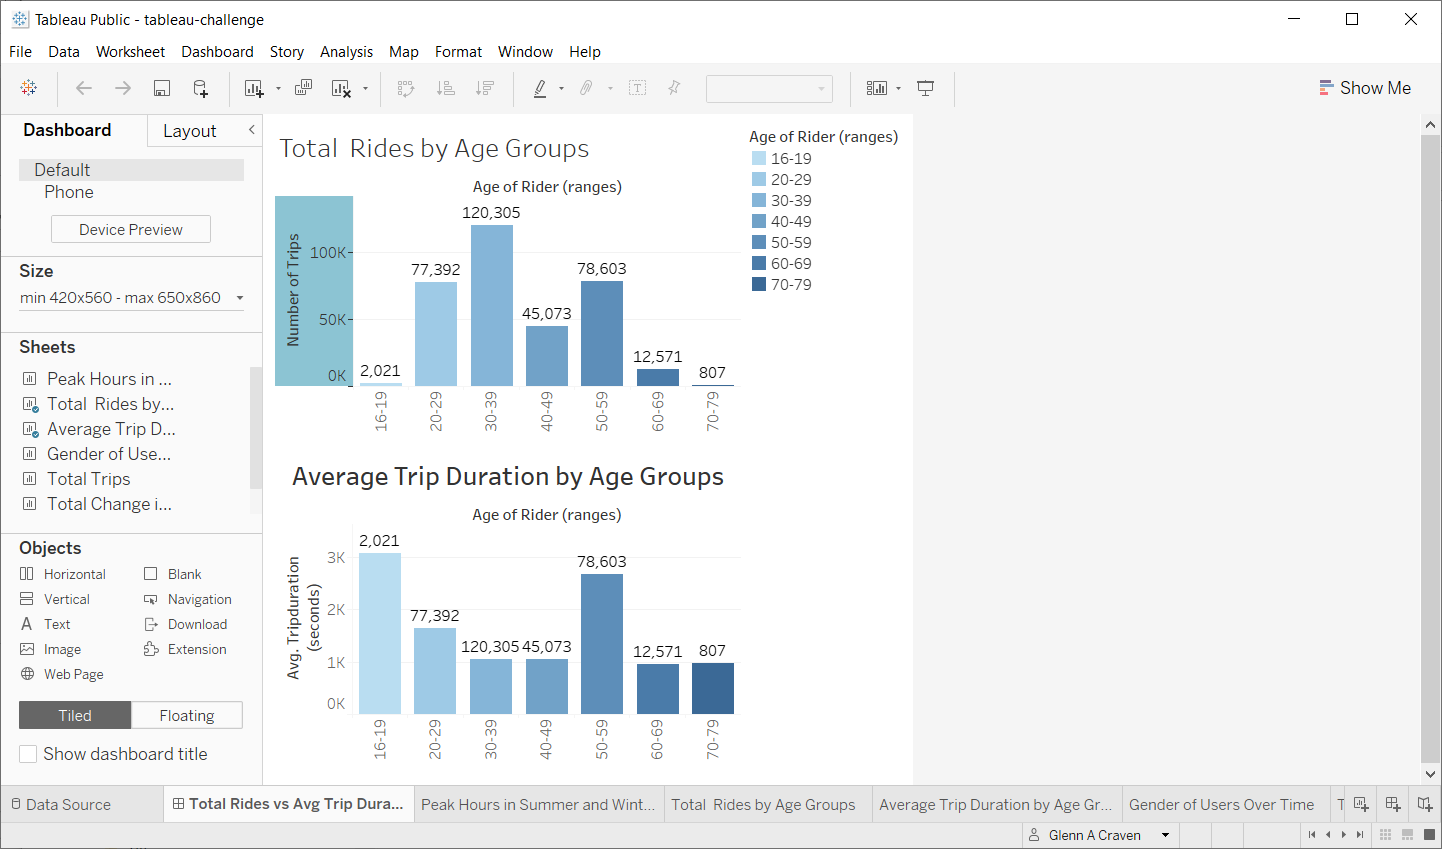 Tableau Public - tableau-challenge
File Data Worksheet Dashboard Story Analysis Map Format Window Help
Show Me
Dashboard Layout
Default
Phone
Device Preview
Size
min 420x560 - max 650x860
Sheets
Peak Hours in ...
Total Rides by...
Average Trip D...
Gender of Use...
Total Trips
Total Change i...
Objects
Horizontal Blank
Vertical Navigation
Text Download
Image Extension
Web Page
Tiled Floating
Show dashboard title
Total Rides by Age Groups
Age of Rider (ranges)
Number of Trips
100K
50K
0K
2,021
77,392
120,305
45,073
78,603
12,571
807
16-19
20-29
30-39
40-49
50-59
60-69
70-79
Average Trip Duration by Age Groups
Age of Rider (ranges)
Avg. Tripduration
(seconds)
3K
2K
1K
0K
2,021
77,392
120,305
45,073
78,603
12,571
807
16-19
20-29
30-39
40-49
50-59
60-69
70-79
Age of Rider (ranges)
16-19
20-29
30-39
40-49
50-59
60-69
70-79
Data Source Total Rides vs Avg Trip Dura... Peak Hours in Summer and Wint... Total Rides by Age Groups Average Trip Duration by Age Gr... Gender of Users Over Time T
Glenn A Craven